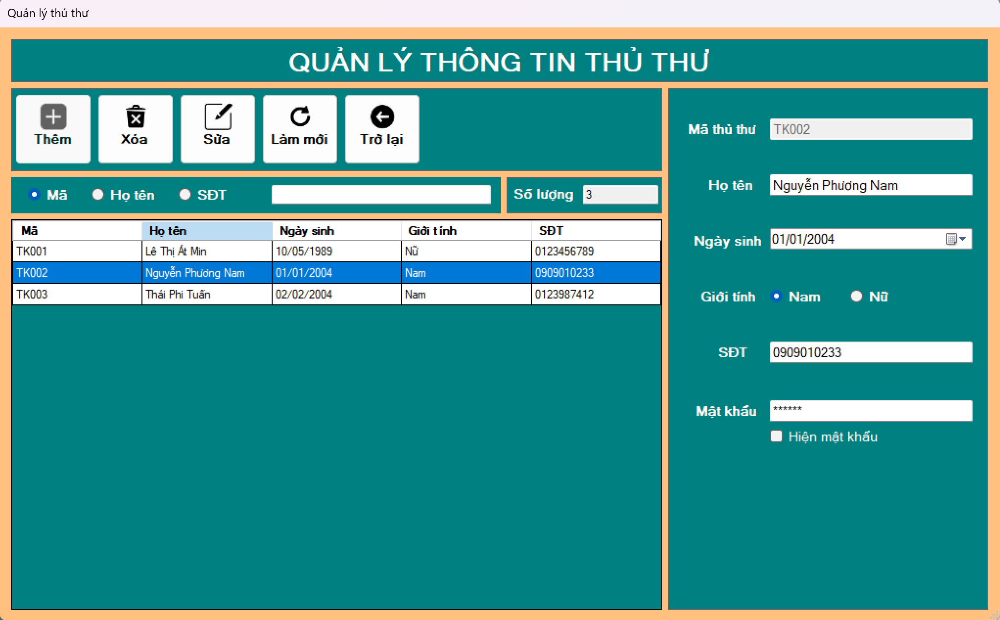 Quản lý thủ thư
QUẢN LÝ THÔNG TIN THỦ THƯ
Thêm Xóa Sửa Làm mới Trở lại
Mã Họ tên SĐT Số lượng 3
Mã Họ tên Ngày sinh Giới tính SĐT
TK001 Lê Thị Át Min 10/05/1989 Nữ 0123456789
TK002 Nguyễn Phương Nam 01/01/2004 Nam 0909010233
TK003 Thái Phi Tuấn 02/02/2004 Nam 0123987412
Mã thủ thư TK002
Họ tên Nguyễn Phương Nam
Ngày sinh 01/01/2004
Giới tính Nam Nữ
SĐT 0909010233
Mật khẩu ******
Hiện mật khẩu